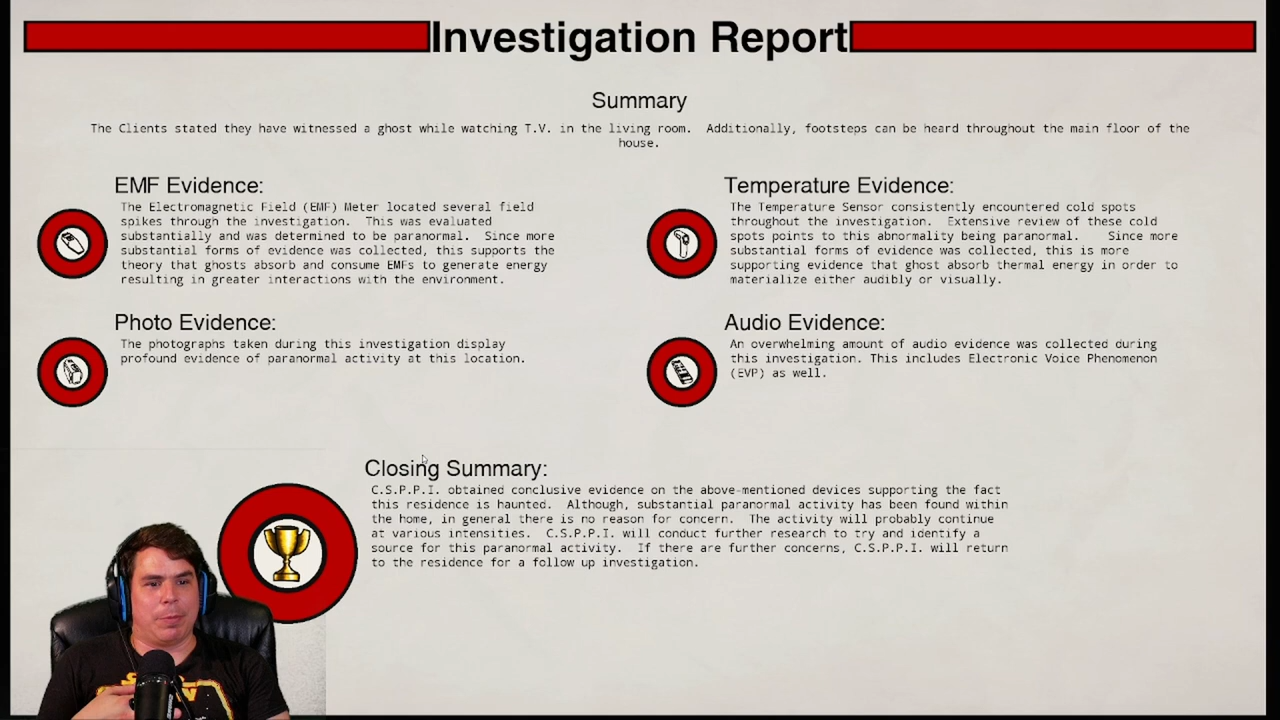 Investigation Report
Summary
The Clients stated they have witnessed a ghost while watching T.V. in the living room. Additionally, footsteps can be heard throughout the main floor of the
house.
EMF Evidence:
The Electromagnetic Field (EMF) Meter located several field
spikes through the investigation. This was evaluated
substantially and was determined to be paranormal. Since more
substantial forms of evidence was collected, this supports the
theory that ghosts absorb and consume EMFs to generate energy
resulting in greater interactions with the environment.
Temperature Evidence:
The Temperature Sensor consistently encountered cold spots
throughout the investigation. Extensive review of these cold
spots points to this abnormality being paranormal. Since more
substantial forms of evidence was collected, this is more
supporting evidence that ghost absorb thermal energy in order to
materialize either audibly or visually.
Photo Evidence:
The photographs taken during this investigation display
profound evidence of paranormal activity at this location.
Audio Evidence:
An overwhelming amount of audio evidence was collected during
this investigation. This includes Electronic Voice Phenomenon
(EVP) as well.
Closing Summary:
C.S.P.P.I. obtained conclusive evidence on the above-mentioned devices supporting the fact
this residence is haunted. Although, substantial paranormal activity has been found within
the home, in general there is no reason for concern. The activity will probably continue
at various intensities. C.S.P.P.I. will conduct further research to try and identify a
source for this paranormal activity. If there are further concerns, C.S.P.P.I. will return
to the residence for a follow up investigation.